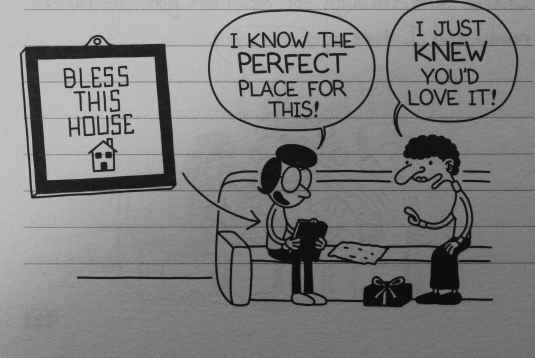 BLESS
THIS
HOUSE
I KNOW THE
PERFECT
PLACE FOR
THIS!
I JUST
KNEW
YOU'D
LOVE IT!